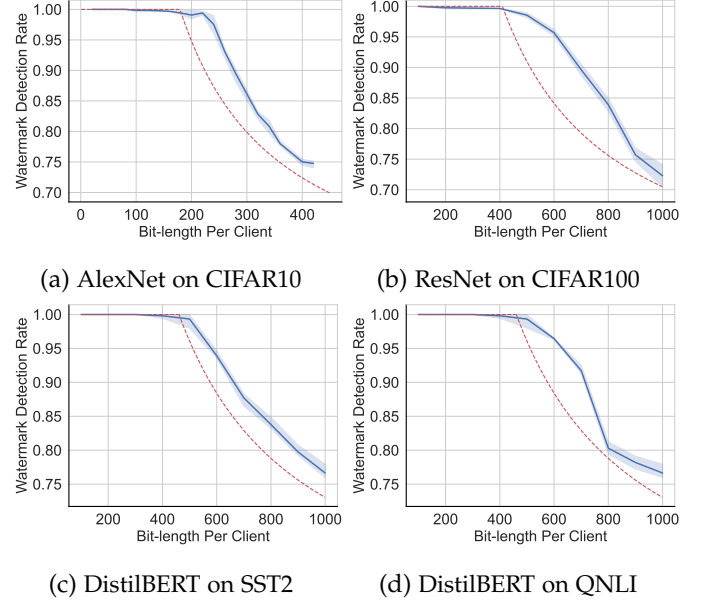 Watermark Detection Rate
1.00
0.95
0.90
0.85
0.80
0.75
0.70
0 100 200 300 400
Bit-length Per Client
(a) AlexNet on CIFAR10
Watermark Detection Rate
1.00
0.95
0.90
0.85
0.80
0.75
0.70
200 400 600 800 1000
Bit-length Per Client
(b) ResNet on CIFAR100
Watermark Detection Rate
1.00
0.95
0.90
0.85
0.80
0.75
200 400 600 800 1000
Bit-length Per Client
(c) DistilBERT on SST2
Watermark Detection Rate
1.00
0.95
0.90
0.85
0.80
0.75
200 400 600 800 1000
Bit-length Per Client
(d) DistilBERT on QNLI